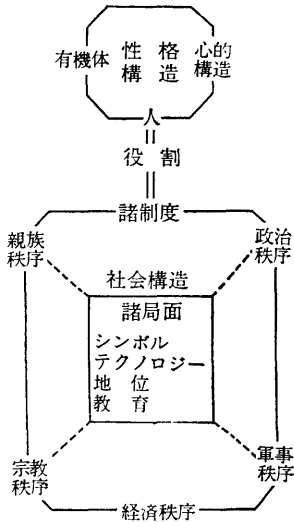 有機体 性格 心的
構造 構造
人
役割
諸制度
親族 政治
秩序 秩序
社会構造
諸局面
シンボル
テクノロジー
地位
教育
宗教 軍事
秩序 秩序
経済秩序